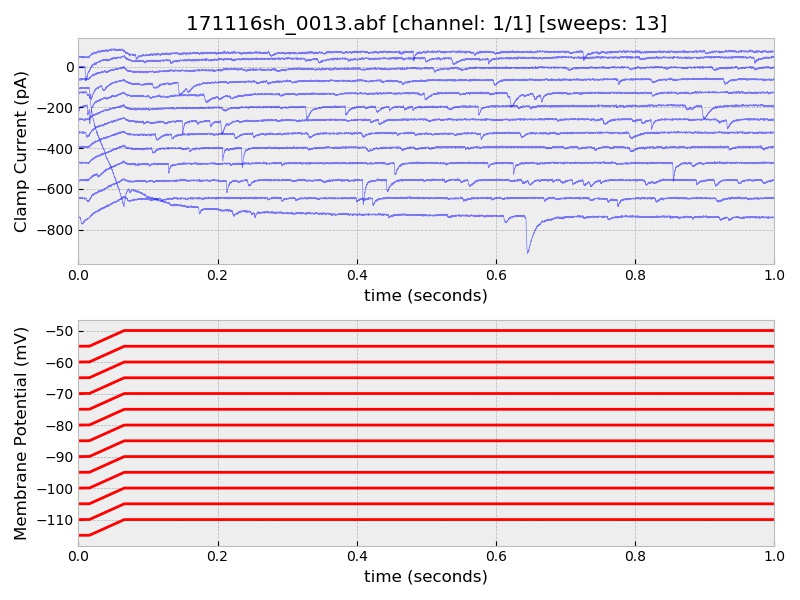 171116sh_0013.abf [channel: 1/1] [sweeps: 13]
Clamp Current (pA)
0
−200
−400
−600
−800
0.0 0.2 0.4 0.6 0.8 1.0
time (seconds)
Membrane Potential (mV)
−50
−60
−70
−80
−90
−100
−110
0.0 0.2 0.4 0.6 0.8 1.0
time (seconds)